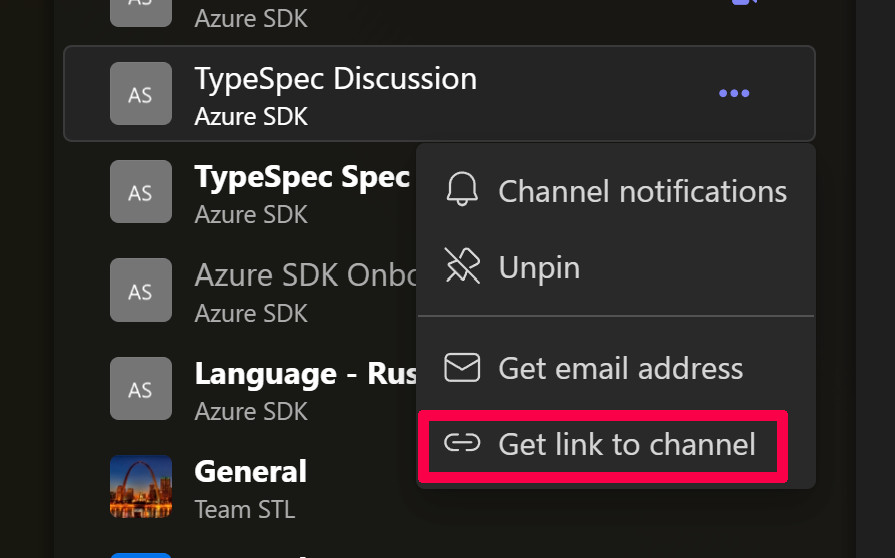 AS
Azure SDK
AS
TypeSpec Discussion
Azure SDK
AS
TypeSpec Spec
Azure SDK
AS
Azure SDK
Azure SDK
AS
Language - Rus
Azure SDK
General
Team STL
Channel notifications
Unpin
Get email address
Get link to channel